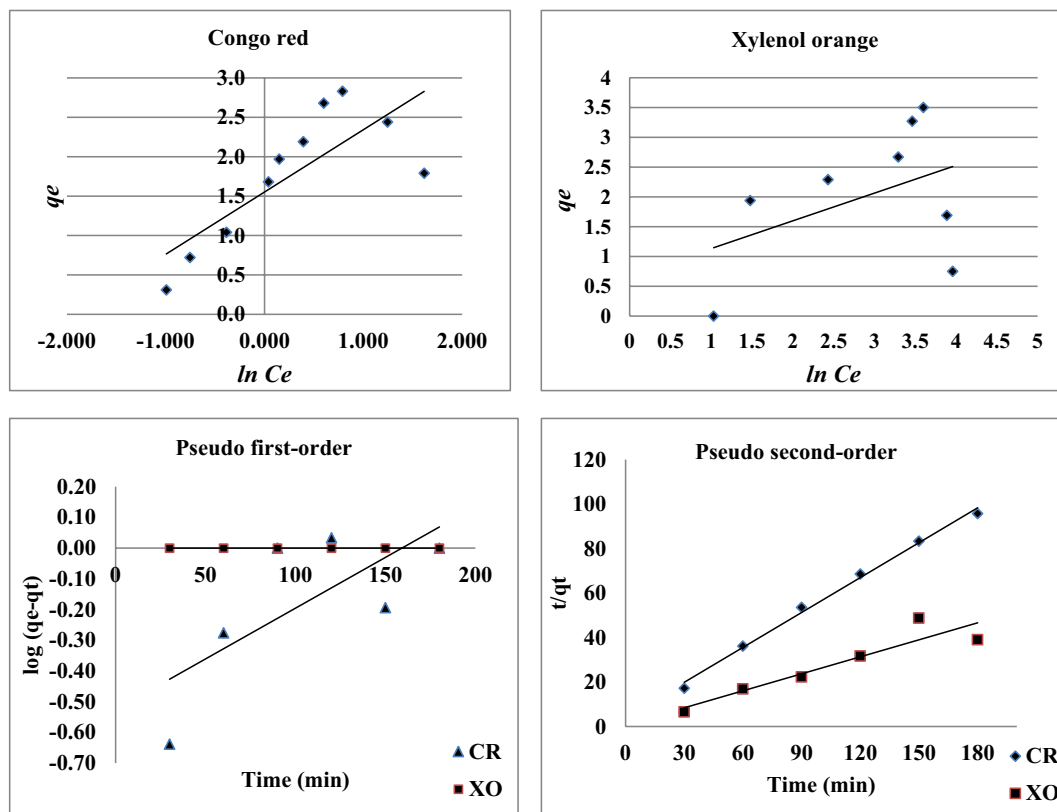 Congo red
3.0
2.5
2.0
1.5
1.0
0.5
0.0
-2.000 -1.000 0.000 1.000 2.000
qe
ln Ce
Xylenol orange
4
3.5
3
2.5
2
1.5
1
0.5
0
0 0.5 1 1.5 2 2.5 3 3.5 4 4.5 5
qe
ln Ce
Pseudo first-order
0.20
0.10
0.00
-0.10
-0.20
-0.30
-0.40
-0.50
-0.60
-0.70
0 50 100 150 200
log (qe-qt)
Time (min)
CR
XO
Pseudo second-order
120
100
80
60
40
20
0
0 30 60 90 120 150 180
t/qt
Time (min)
CR
XO